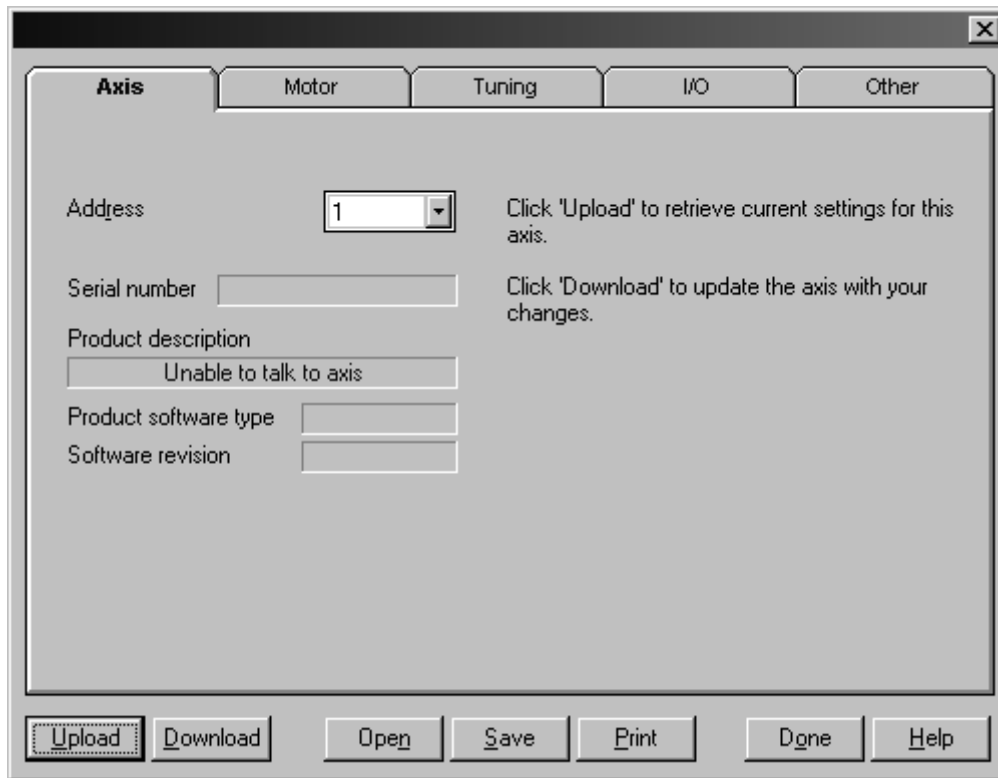 Axis Motor Tuning I/O Other
Address 1
Click 'Upload' to retrieve current settings for this
axis.
Serial number
Click 'Download' to update the axis with your
changes.
Product description
Unable to talk to axis
Product software type
Software revision
Upload Download Open Save Print Done Help